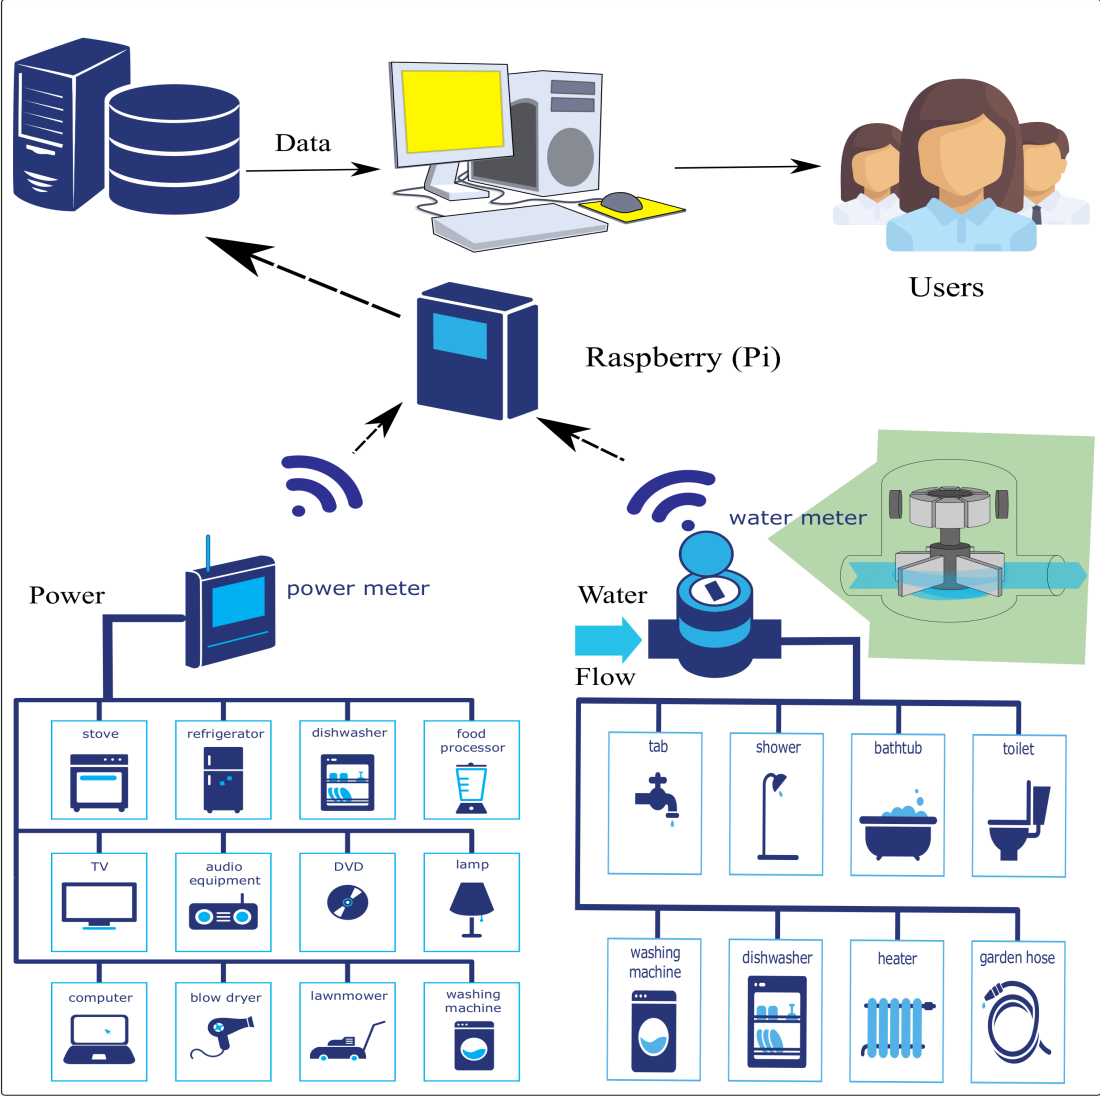 Data
Users
Raspberry (Pi)
water meter
power meter
Power
Water
Flow
stove
refrigerator
dishwasher
food
processor
TV
audio
equipment
DVD
lamp
computer
blow dryer
lawnmower
washing
machine
tab
shower
bathtub
toilet
washing
machine
dishwasher
heater
garden hose